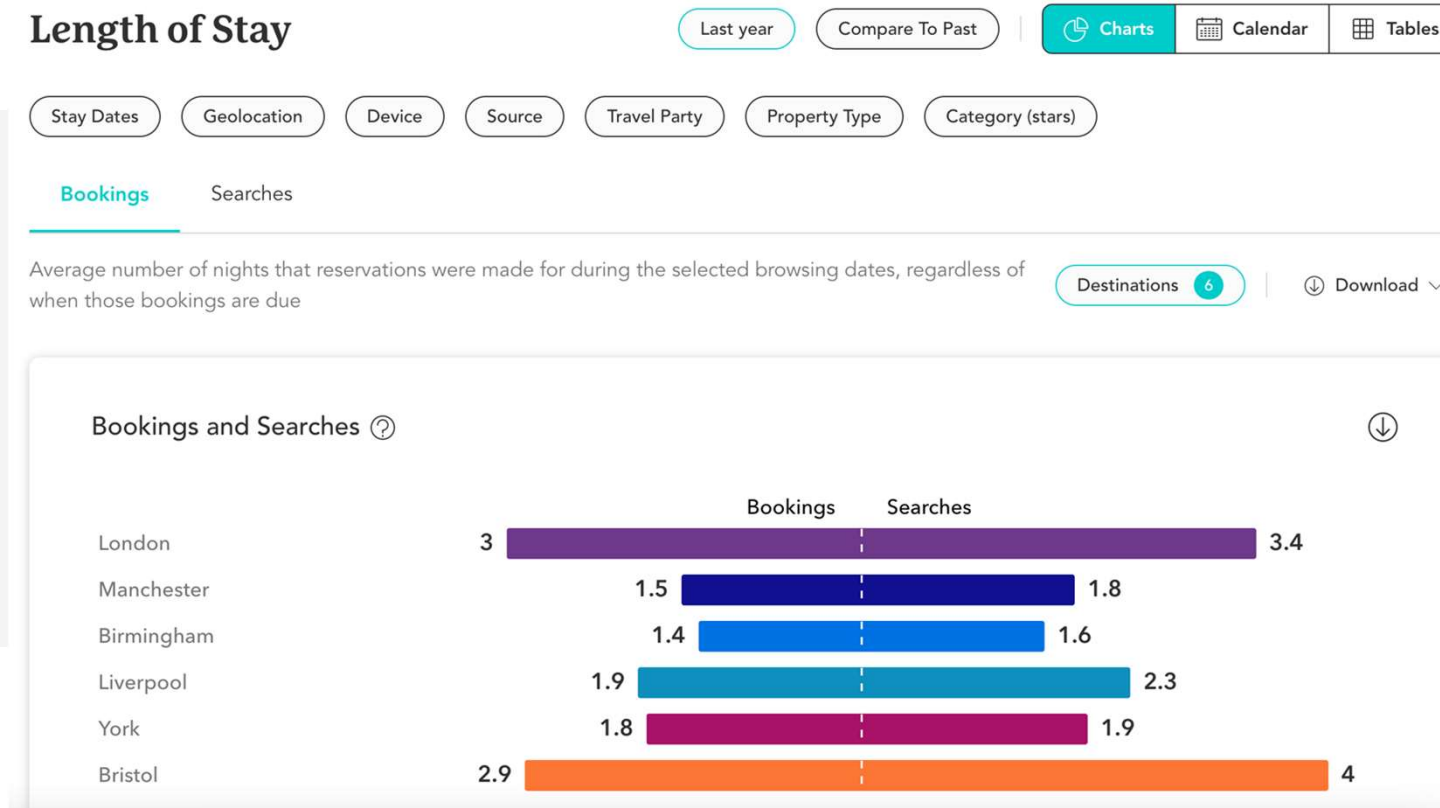 Length of Stay
Last year
Compare To Past
Charts
Calendar
Tables
Stay Dates
Geolocation
Device
Source
Travel Party
Property Type
Category (stars)
Bookings
Searches
Average number of nights that reservations were made for during the selected browsing dates, regardless of
when those bookings are due
Destinations 6
Download
Bookings and Searches ?
Bookings Searches
London 3 3.4
Manchester 1.5 1.8
Birmingham 1.4 1.6
Liverpool 1.9 2.3
York 1.8 1.9
Bristol 2.9 4